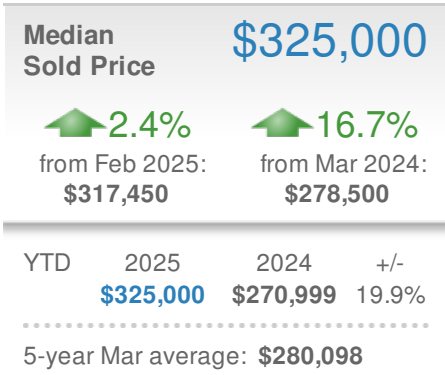 Median
Sold Price
$325,000
2.4%
from Feb 2025:
$317,450
16.7%
from Mar 2024:
$278,500
YTD 2025 2024 +/-
$325,000 $270,999 19.9%
5-year Mar average: $280,098